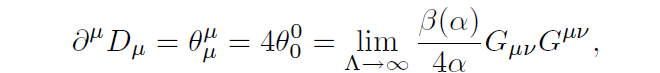 ∂^μ D_μ = θ^μ_μ = 4θ^0_0 = lim_{Λ→∞} β(α)/4α G_{μν}G^{μν},